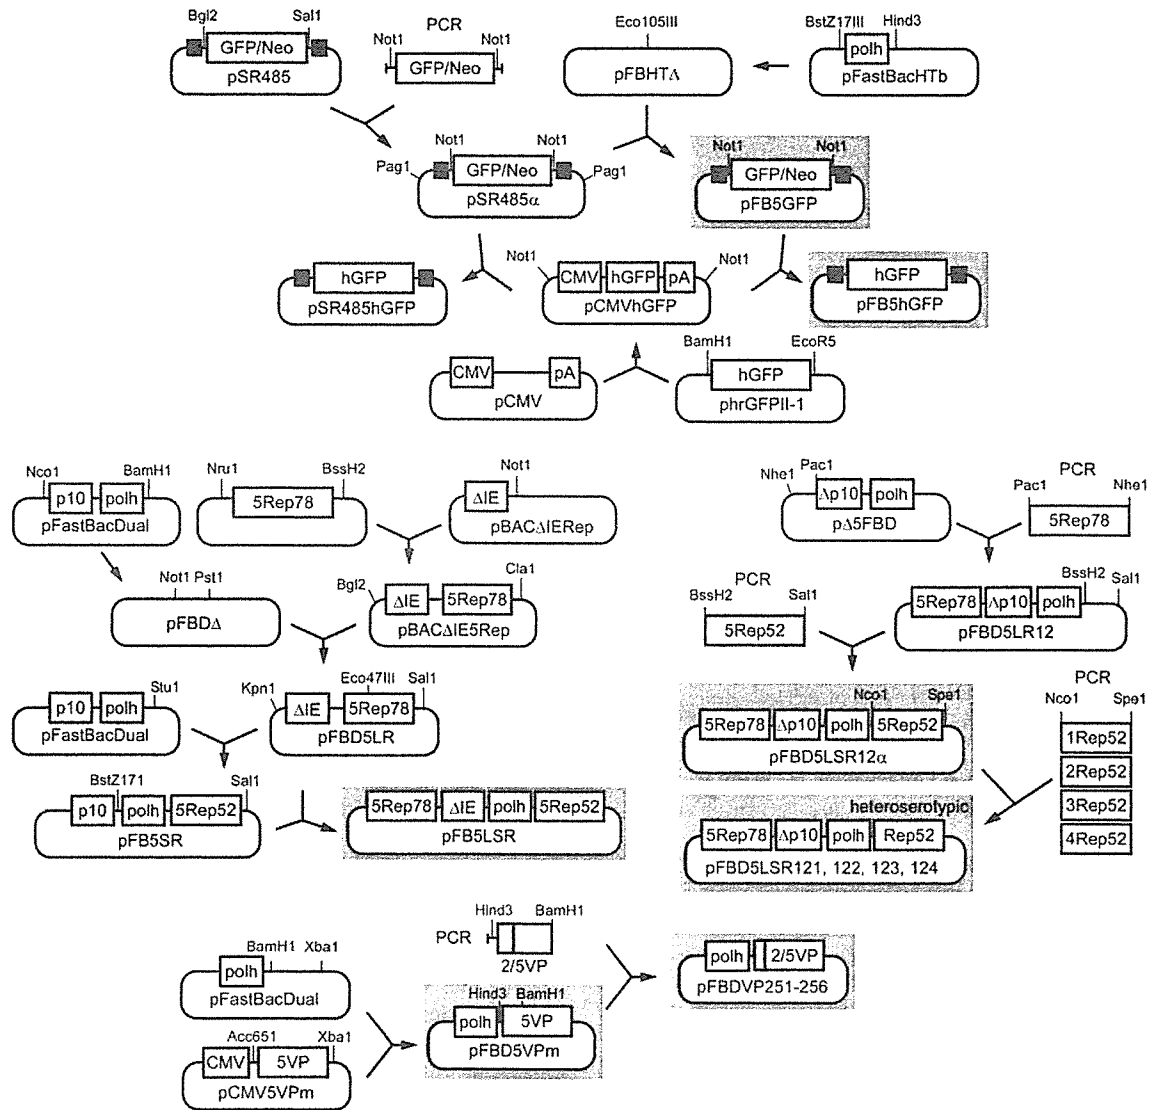 Bgl2 Sal1
GFP/Neo
pSR485
PCR
Not1 Not1
GFP/Neo
Eco105III
pFBHTΔ
BstZ17III Hind3
polh
pFastBacHTb
Pag1 Not1 Not1 Pag1
GFP/Neo
pSR485α
Not1 Not1
GFP/Neo
pFB5GFP
hGFP
pSR485hGFP
Not1 Not1
CMV hGFP pA
pCMVhGFP
hGFP
pFB5hGFP
CMV pA
pCMV
BamH1 EcoR5
hGFP
phrGFPII-1
Nco1 BamH1
p10 polh
pFastBacDual
Nru1 BssH2
5Rep78
Not1
ΔIE
pBACΔIERep
Not1 Pst1
pFBDΔ
Bgl2 Cla1
ΔIE 5Rep78
pBACΔIE5Rep
Stu1
p10 polh
pFastBacDual
Kpn1 Eco47III Sal1
ΔIE 5Rep78
pFBD5LR
BstZ171 Sal1
p10 polh 5Rep52
pFB5SR
5Rep78 ΔIE polh 5Rep52
pFB5LSR
Nhe1 Pac1
Δp10 polh
pΔ5FBD
PCR
Pac1 Nhe1
5Rep78
PCR
BssH2 Sal1
5Rep52
BssH2 Sal1
5Rep78 Δp10 polh
pFBD5LR12
Nco1 Spe1
5Rep78 Δp10 polh 5Rep52
pFBD5LSR12α
PCR
Nco1 Spe1
1Rep52
2Rep52
3Rep52
4Rep52
heteroserotypic
5Rep78 Δp10 polh Rep52
pFBD5LSR121, 122, 123, 124
BamH1 Xba1
polh
pFastBacDual
Acc651 Xba1
CMV 5VP
pCMV5VPm
Hind3 BamH1
PCR
2/5VP
Hind3 BamH1
polh 5VP
pFBD5VPm
polh 2/5VP
pFBDVP251-256